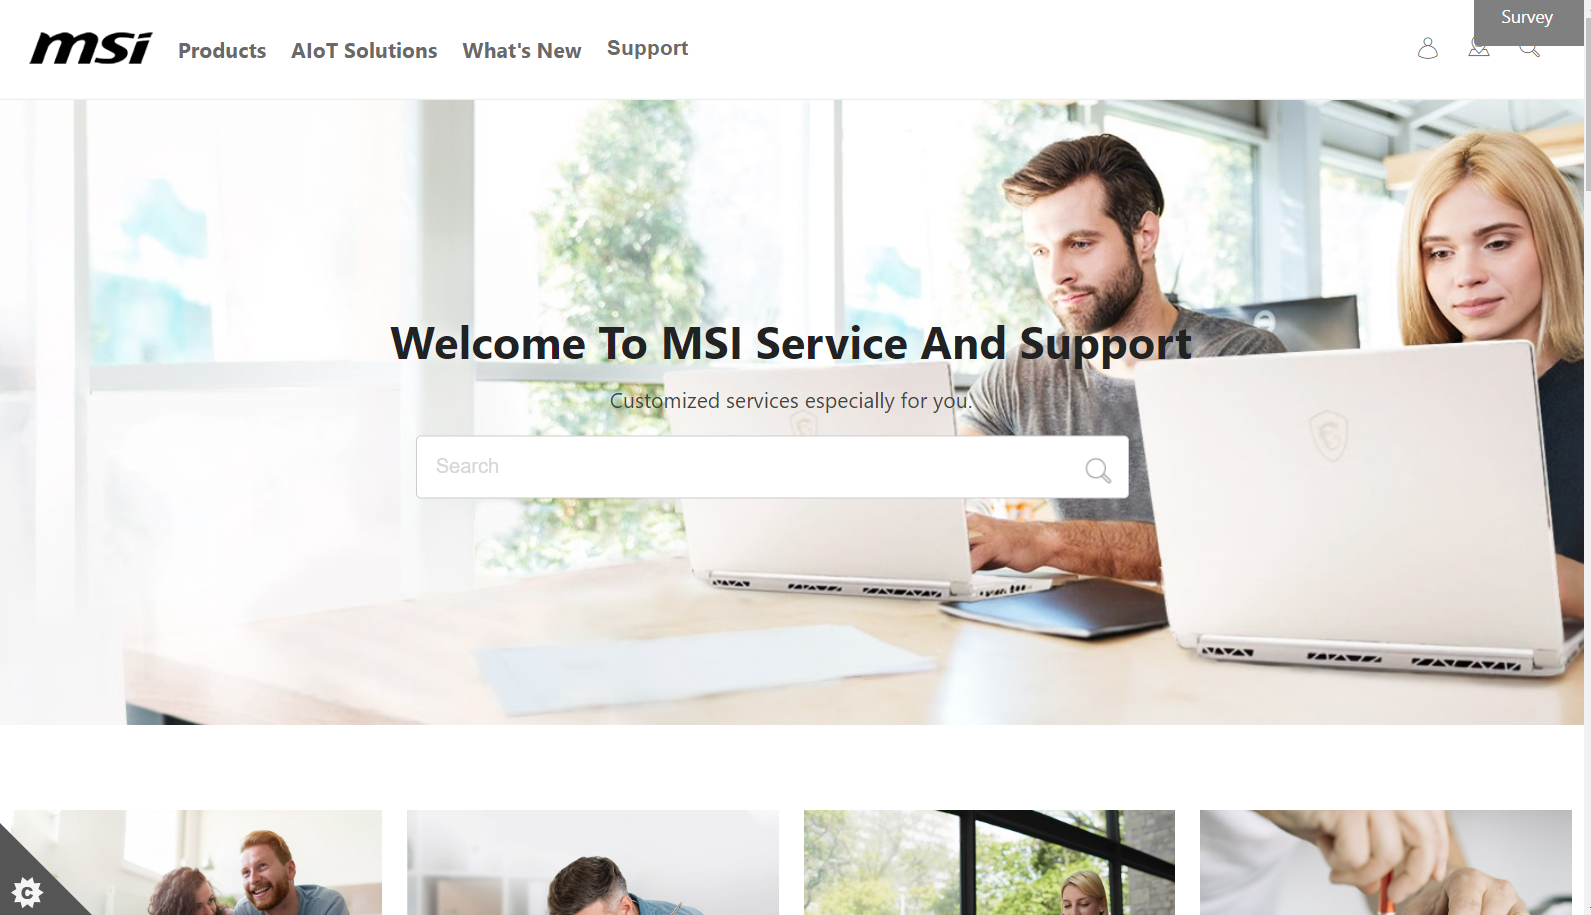 msi
Products
AIoT Solutions
What's New
Support
Survey
Welcome To MSI Service And Support
Customized services especially for you.
Search
C